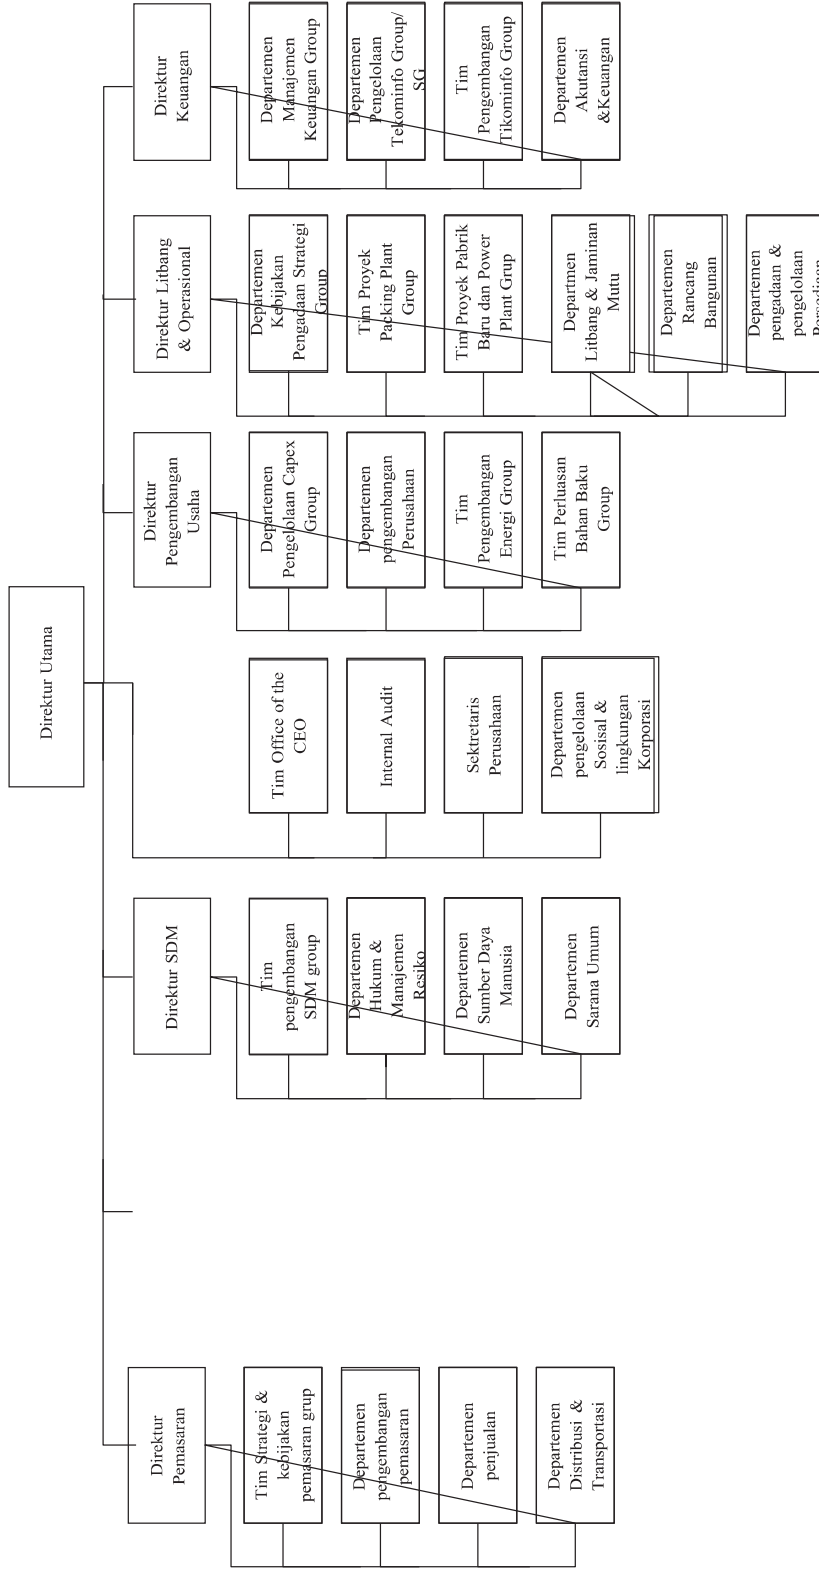 Direktur Utama
Direktur
Pemasaran
Direktur SDM
Direktur
Pengembangan
Usaha
Direktur Litbang
& Operasional
Direktur
Keuangan
Tim Strategi &
kebijakan
pemasaran grup
Departemen
pengembangan
pemasaran
Departemen
penjualan
Departemen
Distribusi &
Transportasi
Tim
pengembangan
SDM group
Departemen
Hukum &
Manajemen
Resiko
Departemen
Sumber Daya
Manusia
Departemen
Sarana Umum
Tim Office of the
CEO
Internal Audit
Sektretaris
Perusahaan
Departemen
pengelolaan
Sosisal &
lingkungan
Korporasi
Departemen
Pengelolaan Capex
Group
Departemen
pengembangan
Perusahaan
Tim
Pengembangan
Energi Group
Tim Perluasan
Bahan Baku
Group
Departemen
Kebijakan
Pengadaan Strategi
Group
Tim Proyek
Packing Plant
Group
Tim Proyek Pabrik
Baru dan Power
Plant Grup
Departmen
Litbang & Jaminan
Mutu
Departemen
Rancang
Bangunan
Departemen
pengadaan &
pengelolaan
Departemen
Manajemen
Keuangan Group
Departemen
Pengelolaan
Tekominfo Group/
SG
Tim
Pengembangan
Tikominfo Group
Departemen
Akutansi
&Keuangan